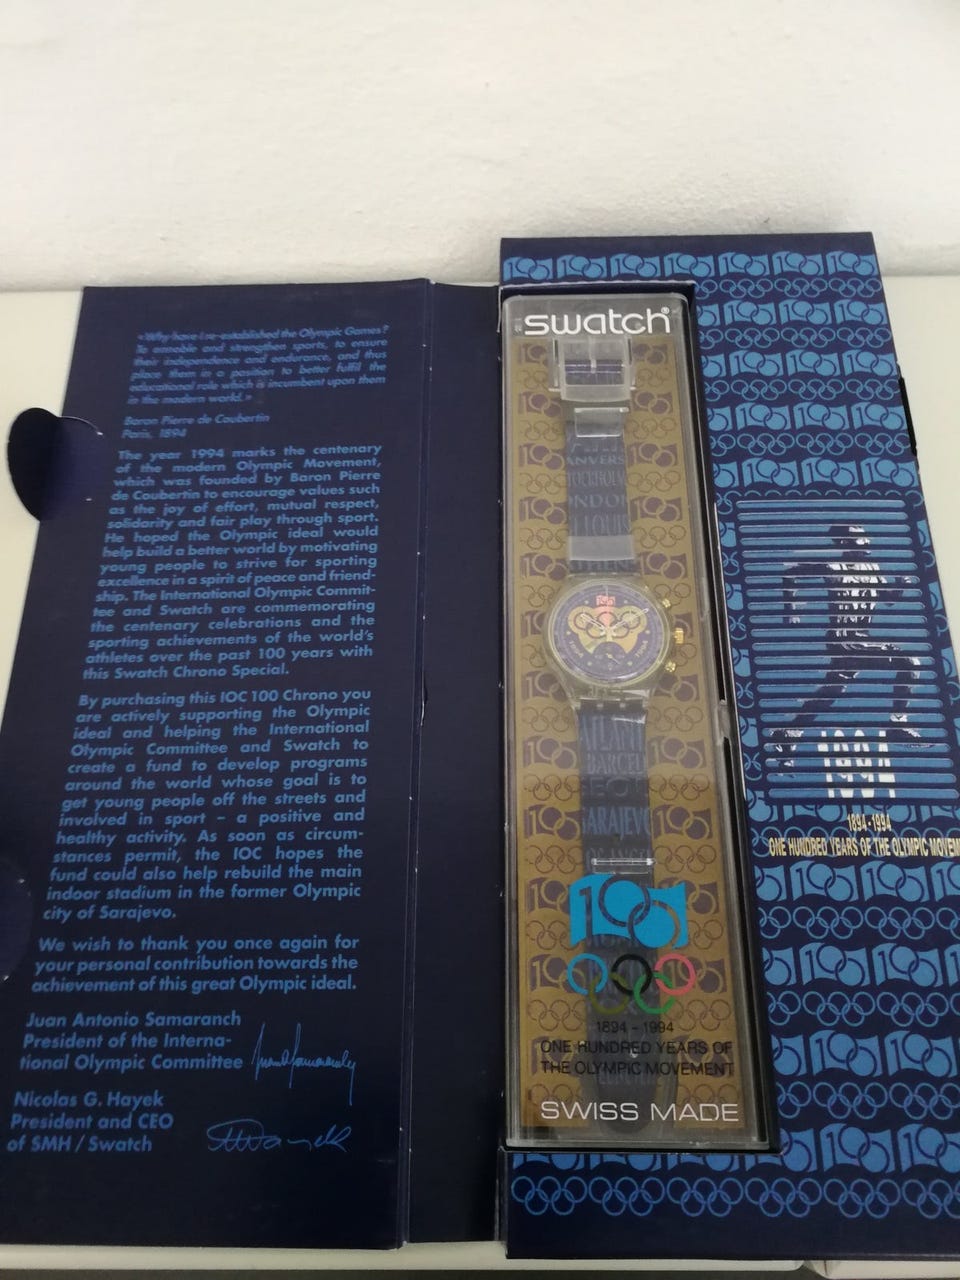 «Why have I re-established the Olympic Games?
To ennoble and strengthen sports, to ensure
their independence and endurance, and thus
place them in a position to better fulfil the
educational role which is incumbent upon them
in the modern world.»
Baron Pierre de Coubertin
Paris, 1894
The year 1994 marks the centenary
of the modern Olympic Movement,
which was founded by Baron Pierre
de Coubertin to encourage values such
as the joy of effort, mutual respect,
solidarity and fair play through sport.
He hoped the Olympic ideal would
help build a better world by motivating
young people to strive for sporting
excellence in a spirit of peace and friend-
ship. The International Olympic Commit-
tee and Swatch are commemorating
the centenary celebrations and the
sporting achievements of the world's
athletes over the past 100 years with
this Swatch Chrono Special.
By purchasing this IOC 100 Chrono you
are actively supporting the Olympic
ideal and helping the International
Olympic Committee and Swatch to
create a fund to develop programs
around the world whose goal is to
get young people off the streets and
involved in sport – a positive and
healthy activity. As soon as circum-
stances permit, the IOC hopes the
fund could also help rebuild the main
indoor stadium in the former Olympic
city of Sarajevo.
We wish to thank you once again for
your personal contribution towards the
achievement of this great Olympic ideal.
Juan Antonio Samaranch
President of the Interna-
tional Olympic Committee
Nicolas G. Hayek
President and CEO
of SMH / Swatch
swatch®
ANVERS
STOCKHOLM
LONDON
LOUIS
BARCEL
SARAJEVO
100
1894 - 1994
ONE HUNDRED YEARS OF
THE OLYMPIC MOVEMENT
SWISS MADE
1994
1894-1994
ONE HUNDRED YEARS OF THE OLYMPIC MOVEM